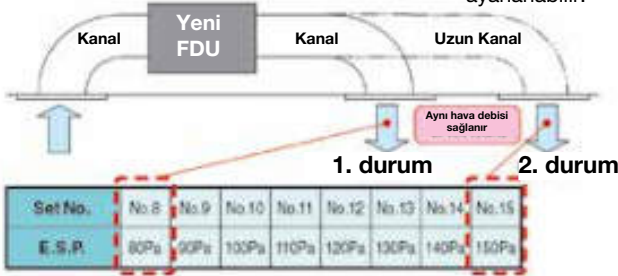 ayarlanabilir.
Yeni
FDU
Kanal
Kanal
Uzun Kanal
Aynı hava debisi
sağlanır
1. durum
2. durum
Set No. No.8 No.9 No.10 No.11 No.12 No.13 No.14 No.15
E.S.P. 80Pa 90Pa 100Pa 110Pa 120Pa 130Pa 140Pa 150Pa